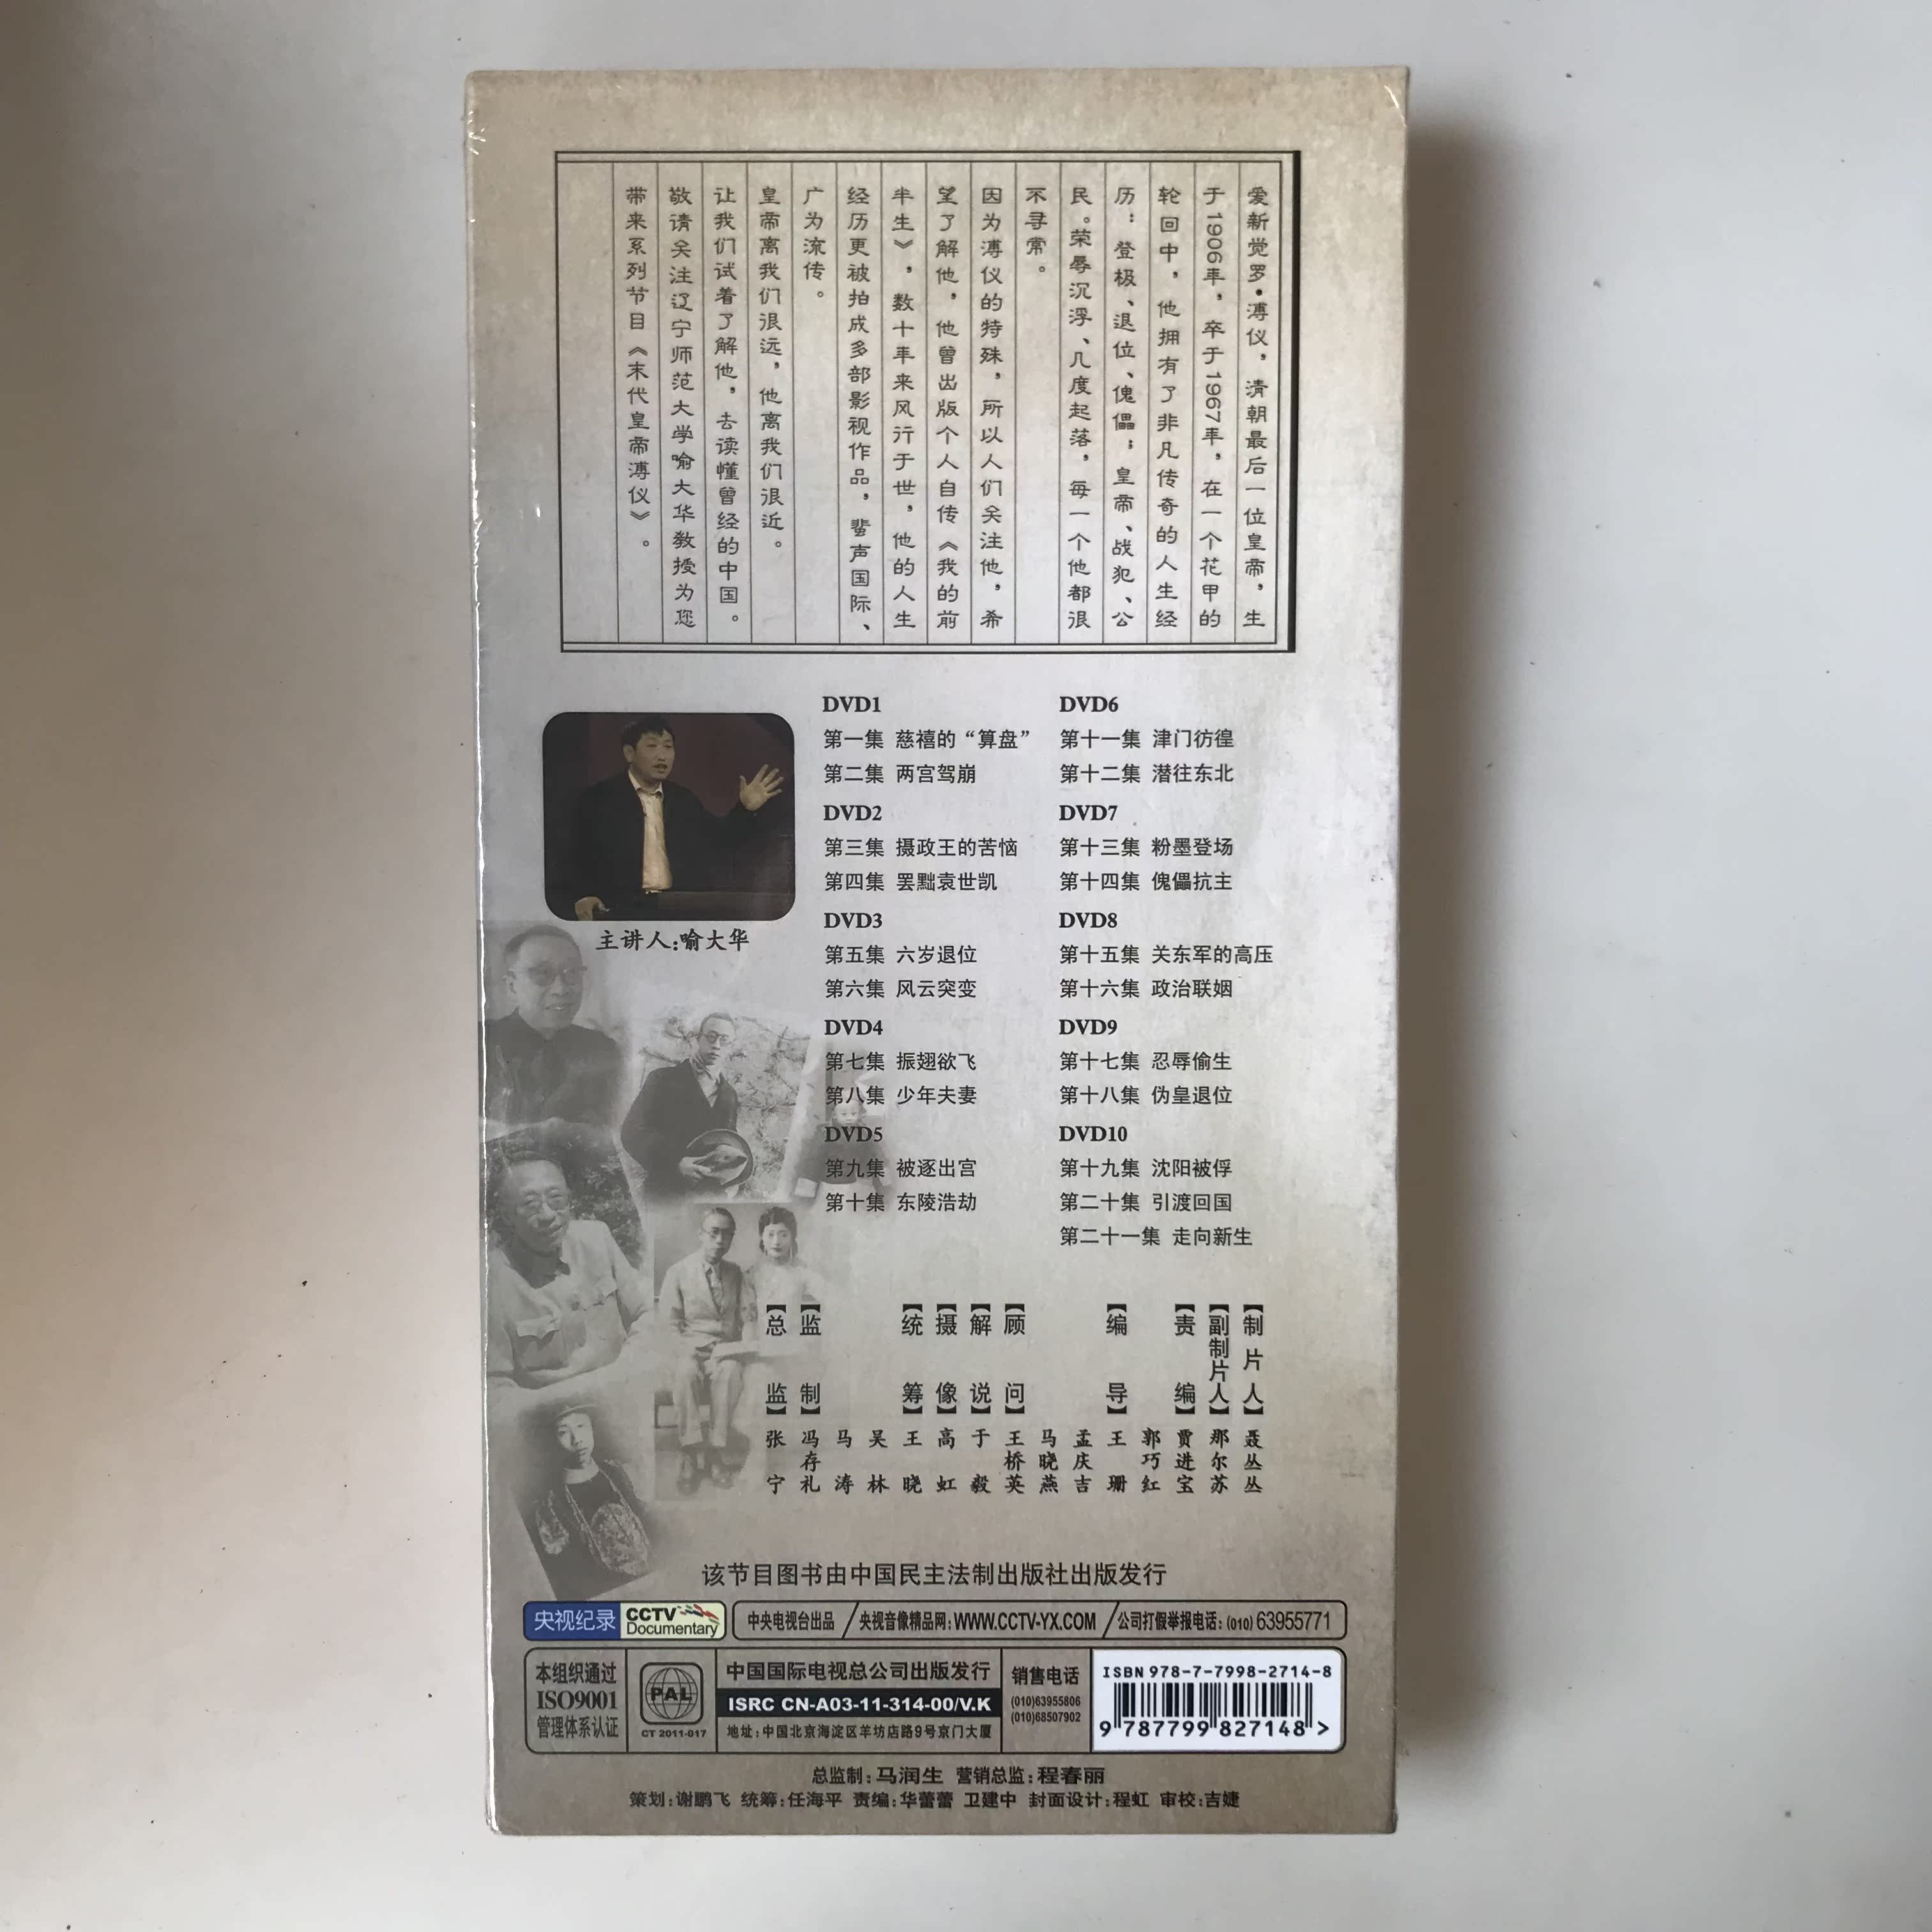 爱新觉罗·溥仪，清朝最后一位皇帝，生
于1906年，卒于1967年，在一个花甲的
轮回中，他拥有了非凡传奇的人生经
历：登极、退位、傀儡；皇帝、战犯、公
民。荣辱沉浮、几度起落，每一个他都很
不寻常。
因为溥仪的特殊，所以人们关注他，希
望了解他，他曾出版个人自传《我的前
半生》，数十年来风行于世，他的人生
经历更被拍成多部影视作品，蜚声国际、
广为流传。
皇帝离我们很远，他离我们很近。
让我们试着了解他，去读懂曾经的中国。
敬请关注辽宁师范大学喻大华教授为您
带来系列节目《末代皇帝溥仪》。
主讲人:喻大华
DVD1
第一集 慈禧的“算盘”
第二集 两宫驾崩
DVD2
第三集 摄政王的苦恼
第四集 罢黜袁世凯
DVD3
第五集 六岁退位
第六集 风云突变
DVD4
第七集 振翅欲飞
第八集 少年夫妻
DVD5
第九集 被逐出宫
第十集 东陵浩劫
DVD6
第十一集 津门彷徨
第十二集 潜往东北
DVD7
第十三集 粉墨登场
第十四集 傀儡抗主
DVD8
第十五集 关东军的高压
第十六集 政治联姻
DVD9
第十七集 忍辱偷生
第十八集 伪皇退位
DVD10
第十九集 沈阳被俘
第二十集 引渡回国
第二十一集 走向新生
【制片人】聂丛丛
【副制片人】那尔苏
【责编】贾进宝
郭巧红
【编导】王珊
孟庆吉
马晓燕
【顾问】王桥英
【解说】于毅
【摄像】高虹
【统筹】王晓
吴林
马涛
【监制】冯存礼
【总监】张宁
该节目图书由中国民主法制出版社出版发行
央视纪录 CCTV Documentary
中央电视台出品 / 央视音像精品网:WWW.CCTV-YX.COM / 公司打假举报电话:(010) 63955771
本组织通过
ISO9001
管理体系认证
PAL
CT 2011-017
中国国际电视总公司出版发行
ISRC CN-A03-11-314-00/V.K
地址:中国北京海淀区羊坊店路9号京门大厦
销售电话
(010)63955806
(010)68507902
ISBN 978-7-7998-2714-8
9 787799 827148 >
总监制:马润生 营销总监:程春丽
策划:谢鹏飞 统筹:任海平 责编:华蕾蕾 卫建中 封面设计:程虹 审校:吉婕